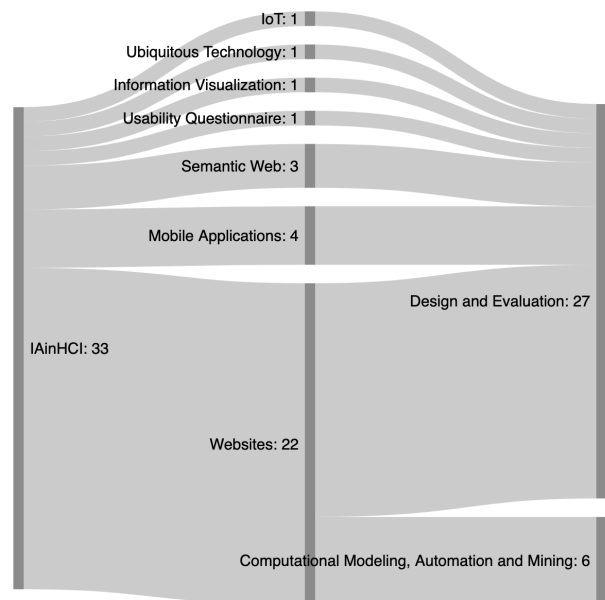 IoT: 1
Ubiquitous Technology: 1
Information Visualization: 1
Usability Questionnaire: 1
Semantic Web: 3
Mobile Applications: 4
Design and Evaluation: 27
IAinHCI: 33
Websites: 22
Computational Modeling, Automation and Mining: 6